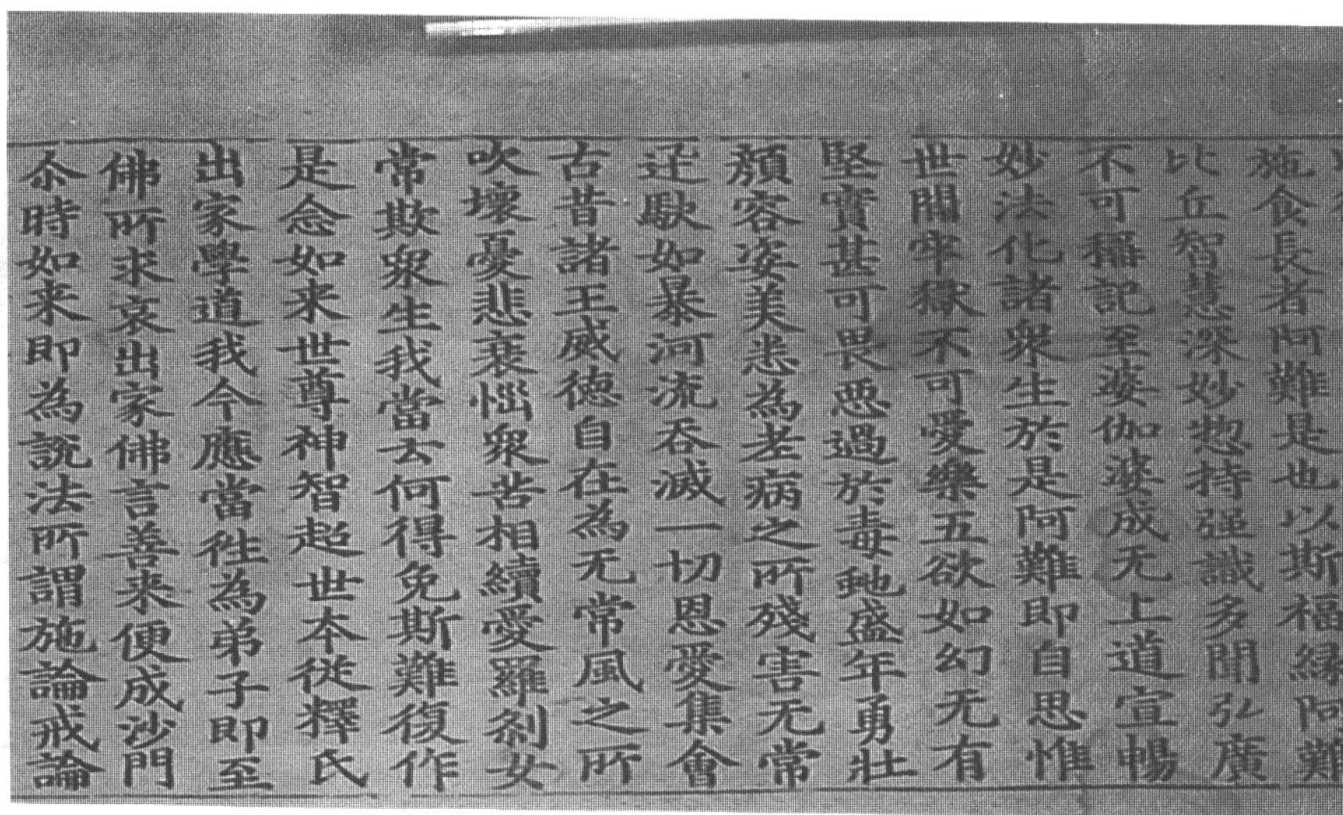 施食長者阿難是也以斯福緣阿難
比丘智慧深妙惣持强識多聞弘廣
不可稱記至婆伽婆成无上道宣暢
妙法化諸衆生於是阿難即自思惟
世間牢獄不可愛樂五欲如幻无有
堅實甚可畏惡過於毒虵盛年勇壯
顏容姿美悉為老病之所殘害无常
迅駃如暴河流吞滅一切恩愛集會
古昔諸王威德自在為无常風之所
吹壞憂悲衰惱衆苦相續愛羅刹女
常欺衆生我當云何得免斯難復作
是念如来世尊神智超世本從釋氏
出家學道我今應當往為弟子即至
佛所求哀出家佛言善来便成沙門
尒時如来即為說法所謂施論戒論